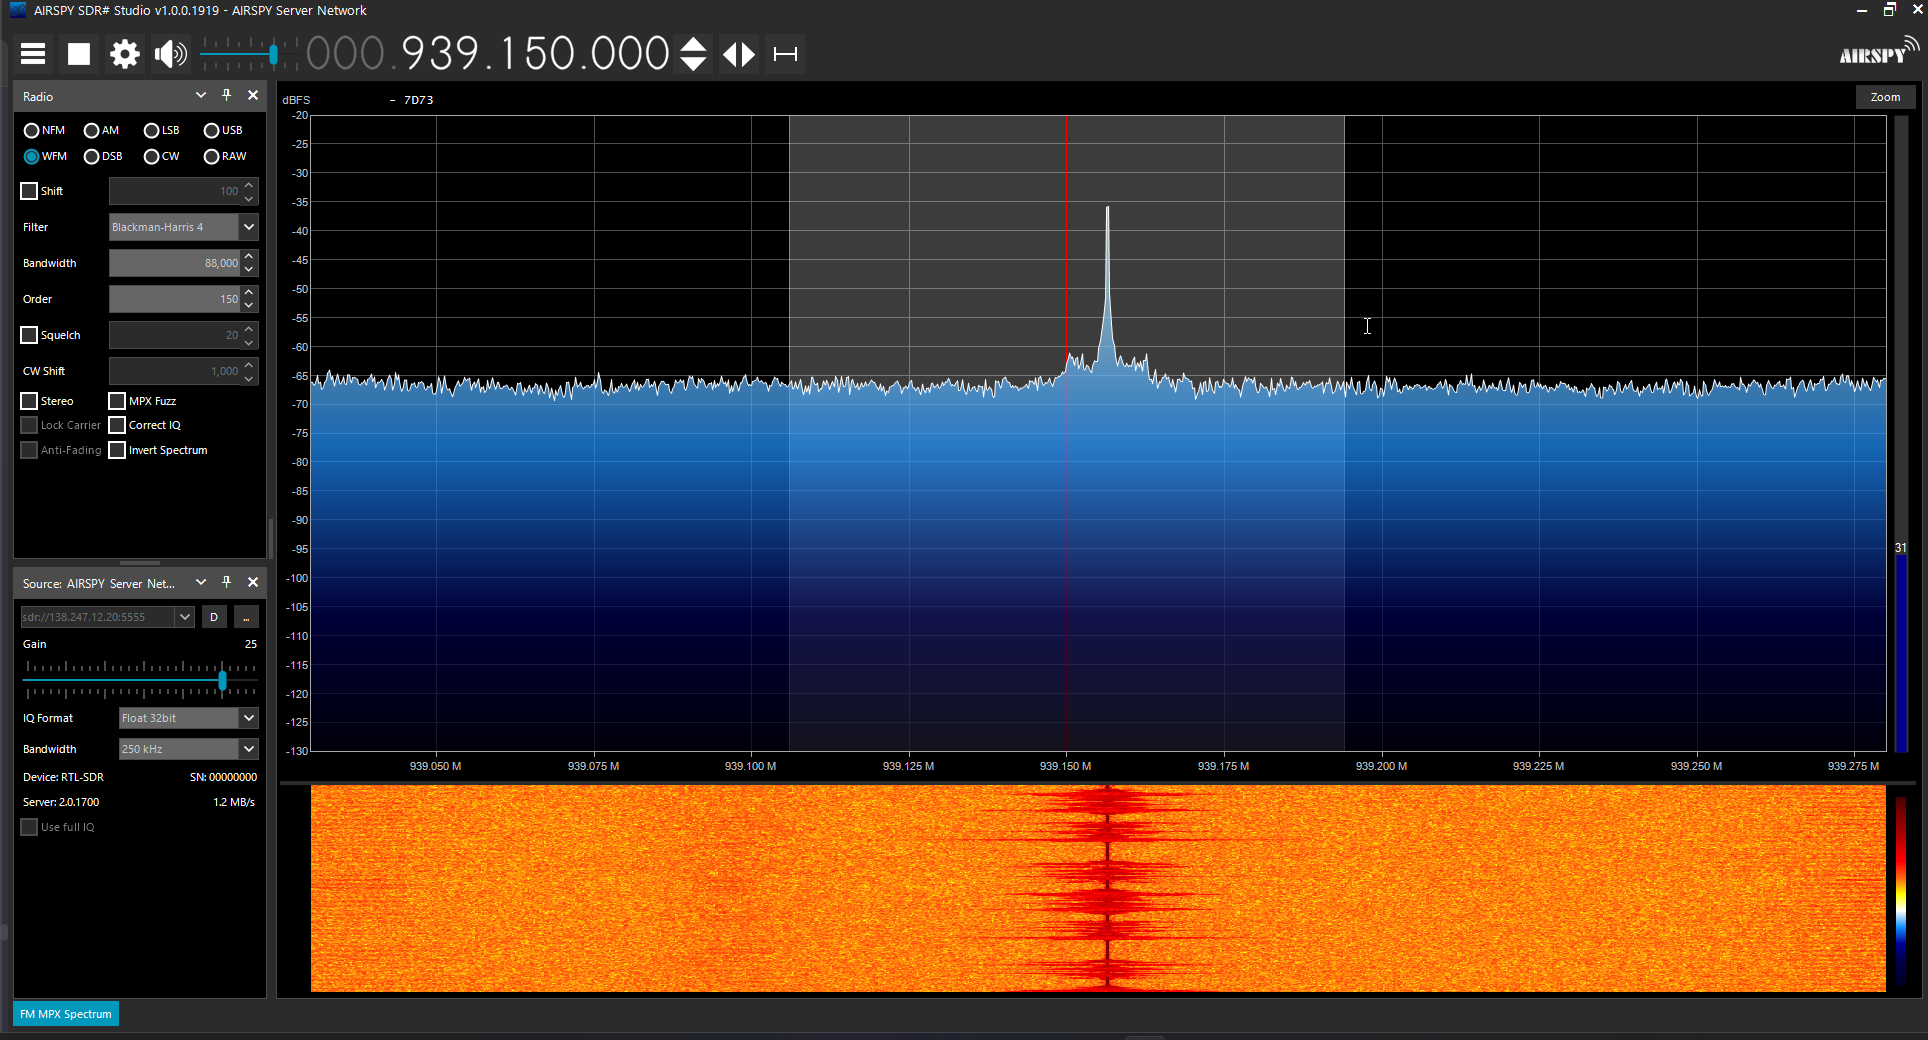 AIRSPY SDR# Studio v1.0.0.1919 - AIRSPY Server Network
000.939.150.000
AIRSPY
Radio
NFM AM LSB USB
WFM DSB CW RAW
Shift 100
Filter Blackman-Harris 4
Bandwidth 88,000
Order 150
Squelch 20
CW Shift 1,000
Stereo MPX Fuzz
Lock Carrier Correct IQ
Anti-Fading Invert Spectrum
Source: AIRSPY Server Net...
sdr://138.247.12.20:5555 D ...
Gain 25
IQ Format Float 32bit
Bandwidth 250 kHz
Device: RTL-SDR SN: 00000000
Server: 2.0.1700 1.2 MB/s
Use full IQ
FM MPX Spectrum
dBFS - 7D73
Zoom
-20
-25
-30
-35
-40
-45
-50
-55
-60
-65
-70
-75
-80
-85
-90
-95
-100
-105
-110
-115
-120
-125
-130
31
939.050 M 939.075 M 939.100 M 939.125 M 939.150 M 939.175 M 939.200 M 939.225 M 939.250 M 939.275 M